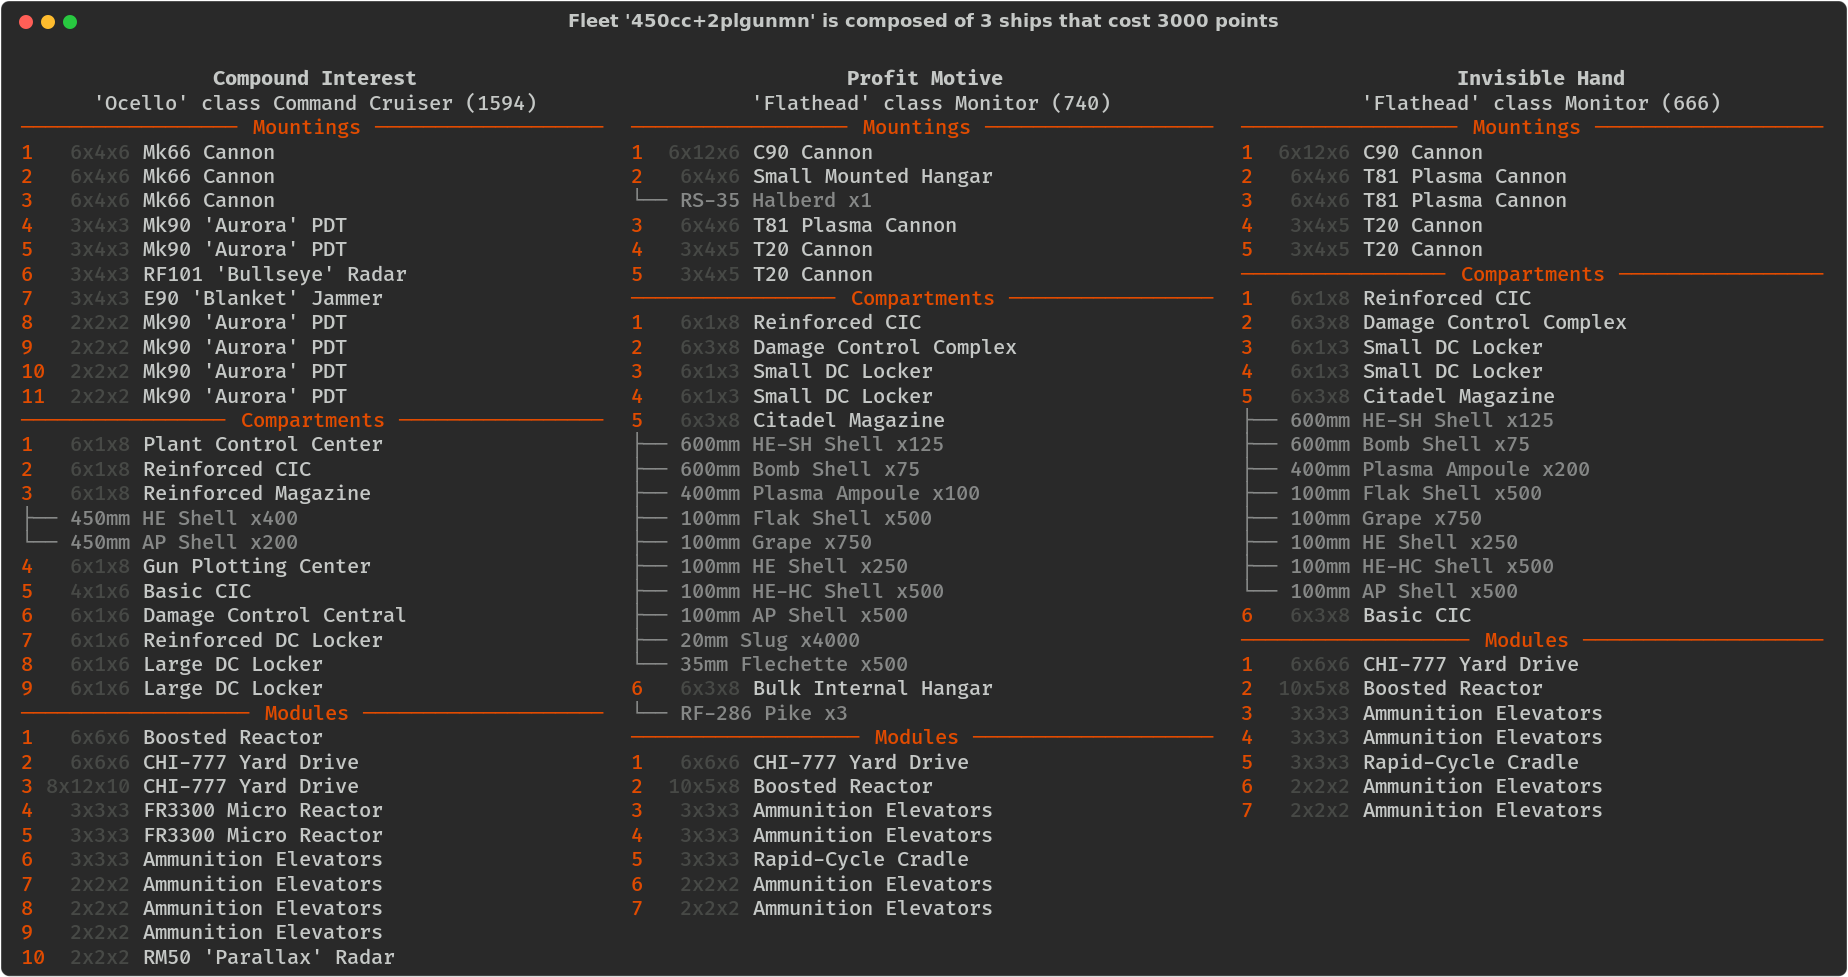 Fleet '450cc+2plgunmn' is composed of 3 ships that cost 3000 points
Compound Interest
'Ocello' class Command Cruiser (1594)
Mountings
1 6x4x6 Mk66 Cannon
2 6x4x6 Mk66 Cannon
3 6x4x6 Mk66 Cannon
4 3x4x3 Mk90 'Aurora' PDT
5 3x4x3 Mk90 'Aurora' PDT
6 3x4x3 RF101 'Bullseye' Radar
7 3x4x3 E90 'Blanket' Jammer
8 2x2x2 Mk90 'Aurora' PDT
9 2x2x2 Mk90 'Aurora' PDT
10 2x2x2 Mk90 'Aurora' PDT
11 2x2x2 Mk90 'Aurora' PDT
Compartments
1 6x1x8 Plant Control Center
2 6x1x8 Reinforced CIC
3 6x1x8 Reinforced Magazine
450mm HE Shell x400
450mm AP Shell x200
4 6x1x8 Gun Plotting Center
5 4x1x6 Basic CIC
6 6x1x6 Damage Control Central
7 6x1x6 Reinforced DC Locker
8 6x1x6 Large DC Locker
9 6x1x6 Large DC Locker
Modules
1 6x6x6 Boosted Reactor
2 6x6x6 CHI-777 Yard Drive
3 8x12x10 CHI-777 Yard Drive
4 3x3x3 FR3300 Micro Reactor
5 3x3x3 FR3300 Micro Reactor
6 3x3x3 Ammunition Elevators
7 2x2x2 Ammunition Elevators
8 2x2x2 Ammunition Elevators
9 2x2x2 Ammunition Elevators
10 2x2x2 RM50 'Parallax' Radar
Profit Motive
'Flathead' class Monitor (740)
Mountings
1 6x12x6 C90 Cannon
2 6x4x6 Small Mounted Hangar
RS-35 Halberd x1
3 6x4x6 T81 Plasma Cannon
4 3x4x5 T20 Cannon
5 3x4x5 T20 Cannon
Compartments
1 6x1x8 Reinforced CIC
2 6x3x8 Damage Control Complex
3 6x1x3 Small DC Locker
4 6x1x3 Small DC Locker
5 6x3x8 Citadel Magazine
600mm HE-SH Shell x125
600mm Bomb Shell x75
400mm Plasma Ampoule x100
100mm Flak Shell x500
100mm Grape x750
100mm HE Shell x250
100mm HE-HC Shell x500
100mm AP Shell x500
20mm Slug x4000
35mm Flechette x500
6 6x3x8 Bulk Internal Hangar
RF-286 Pike x3
Modules
1 6x6x6 CHI-777 Yard Drive
2 10x5x8 Boosted Reactor
3 3x3x3 Ammunition Elevators
4 3x3x3 Ammunition Elevators
5 3x3x3 Rapid-Cycle Cradle
6 2x2x2 Ammunition Elevators
7 2x2x2 Ammunition Elevators
Invisible Hand
'Flathead' class Monitor (666)
Mountings
1 6x12x6 C90 Cannon
2 6x4x6 T81 Plasma Cannon
3 6x4x6 T81 Plasma Cannon
4 3x4x5 T20 Cannon
5 3x4x5 T20 Cannon
Compartments
1 6x1x8 Reinforced CIC
2 6x3x8 Damage Control Complex
3 6x1x3 Small DC Locker
4 6x1x3 Small DC Locker
5 6x3x8 Citadel Magazine
600mm HE-SH Shell x125
600mm Bomb Shell x75
400mm Plasma Ampoule x200
100mm Flak Shell x500
100mm Grape x750
100mm HE Shell x250
100mm HE-HC Shell x500
100mm AP Shell x500
6 6x3x8 Basic CIC
Modules
1 6x6x6 CHI-777 Yard Drive
2 10x5x8 Boosted Reactor
3 3x3x3 Ammunition Elevators
4 3x3x3 Ammunition Elevators
5 3x3x3 Rapid-Cycle Cradle
6 2x2x2 Ammunition Elevators
7 2x2x2 Ammunition Elevators